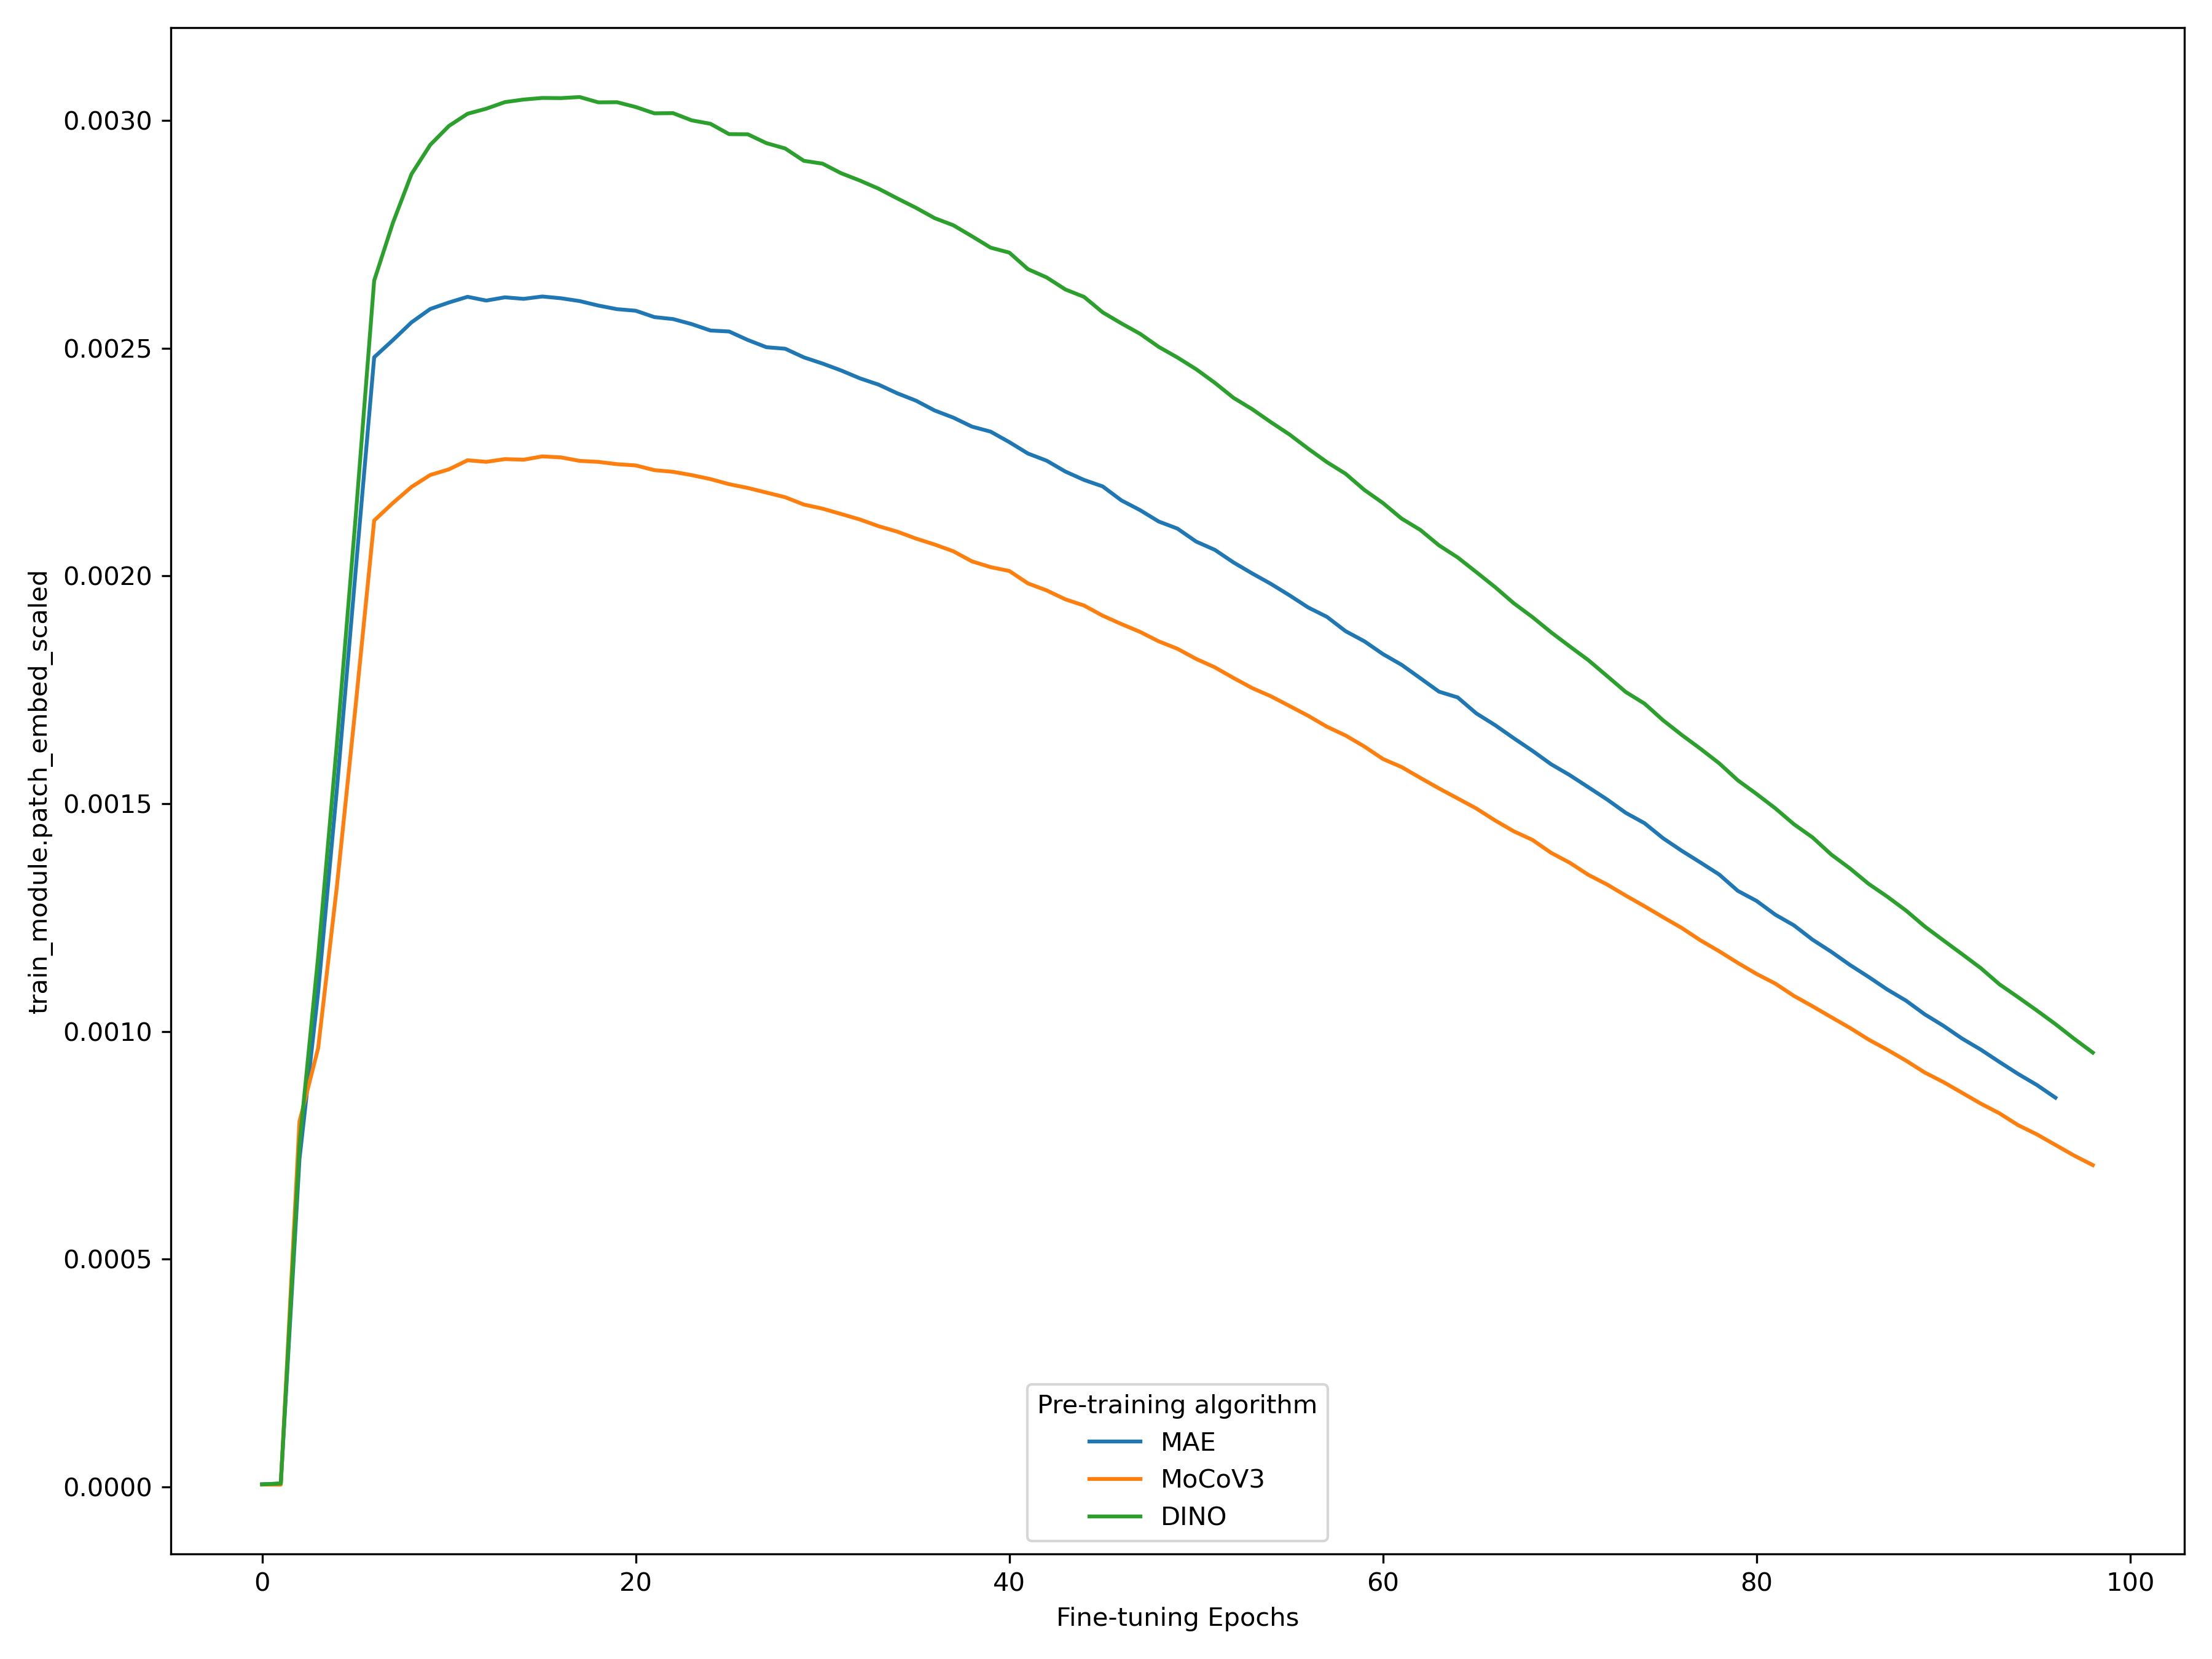 train_module.patch_embed_scaled
0.0030
0.0025
0.0020
0.0015
0.0010
0.0005
0.0000
Pre-training algorithm
MAE
MoCoV3
DINO
0 20 40 60 80 100
Fine-tuning Epochs